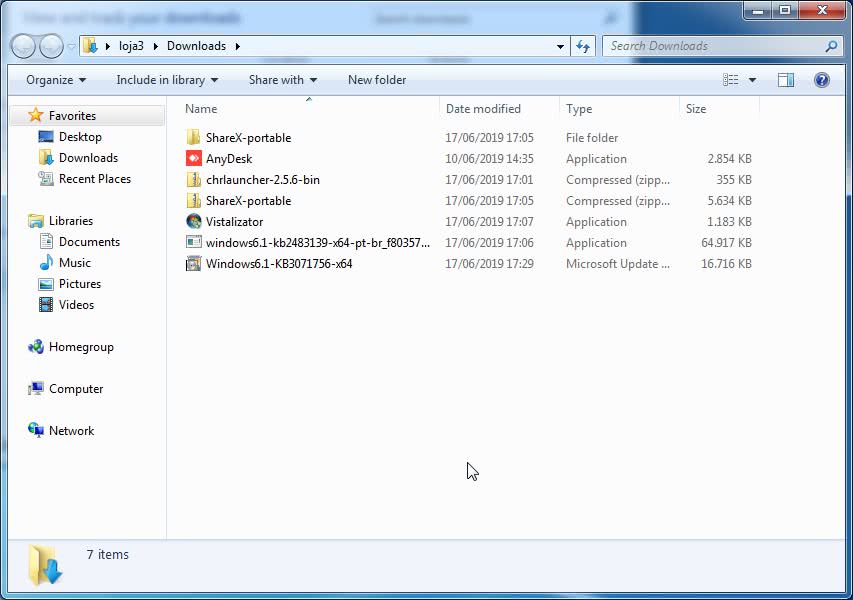 View and track your downloads
Search downloads
loja3 Downloads
Search Downloads
Organize Include in library Share with New folder
Name Date modified Type Size
Favorites
Desktop
Downloads
Recent Places
Libraries
Documents
Music
Pictures
Videos
Homegroup
Computer
Network
ShareX-portable 17/06/2019 17:05 File folder
AnyDesk 10/06/2019 14:35 Application 2.854 KB
chrlauncher-2.5.6-bin 17/06/2019 17:01 Compressed (zipp... 355 KB
ShareX-portable 17/06/2019 17:05 Compressed (zipp... 5.634 KB
Vistalizator 17/06/2019 17:07 Application 1.183 KB
windows6.1-kb2483139-x64-pt-br_f80357... 17/06/2019 17:06 Application 64.917 KB
Windows6.1-KB3071756-x64 17/06/2019 17:29 Microsoft Update ... 16.716 KB
7 items